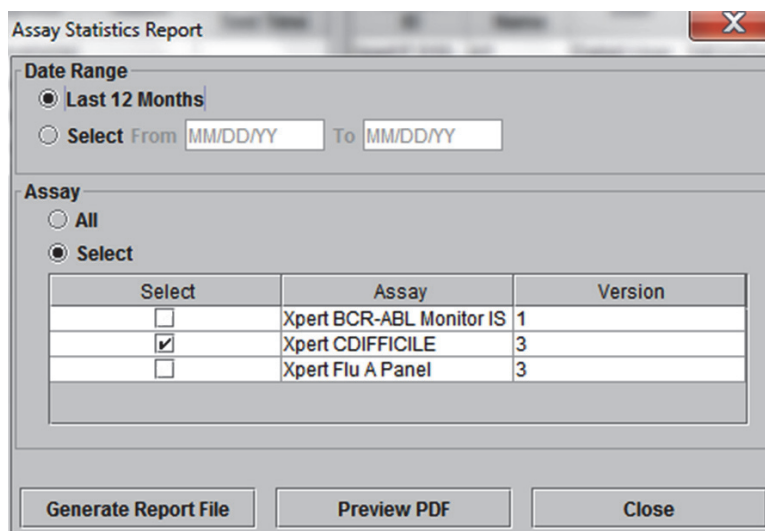 Assay Statistics Report
Date Range
Last 12 Months
Select From MM/DD/YY To MM/DD/YY
Assay
All
Select
Select Assay Version
Xpert BCR-ABL Monitor IS 1
Xpert CDIFFICILE 3
Xpert Flu A Panel 3
Generate Report File Preview PDF Close